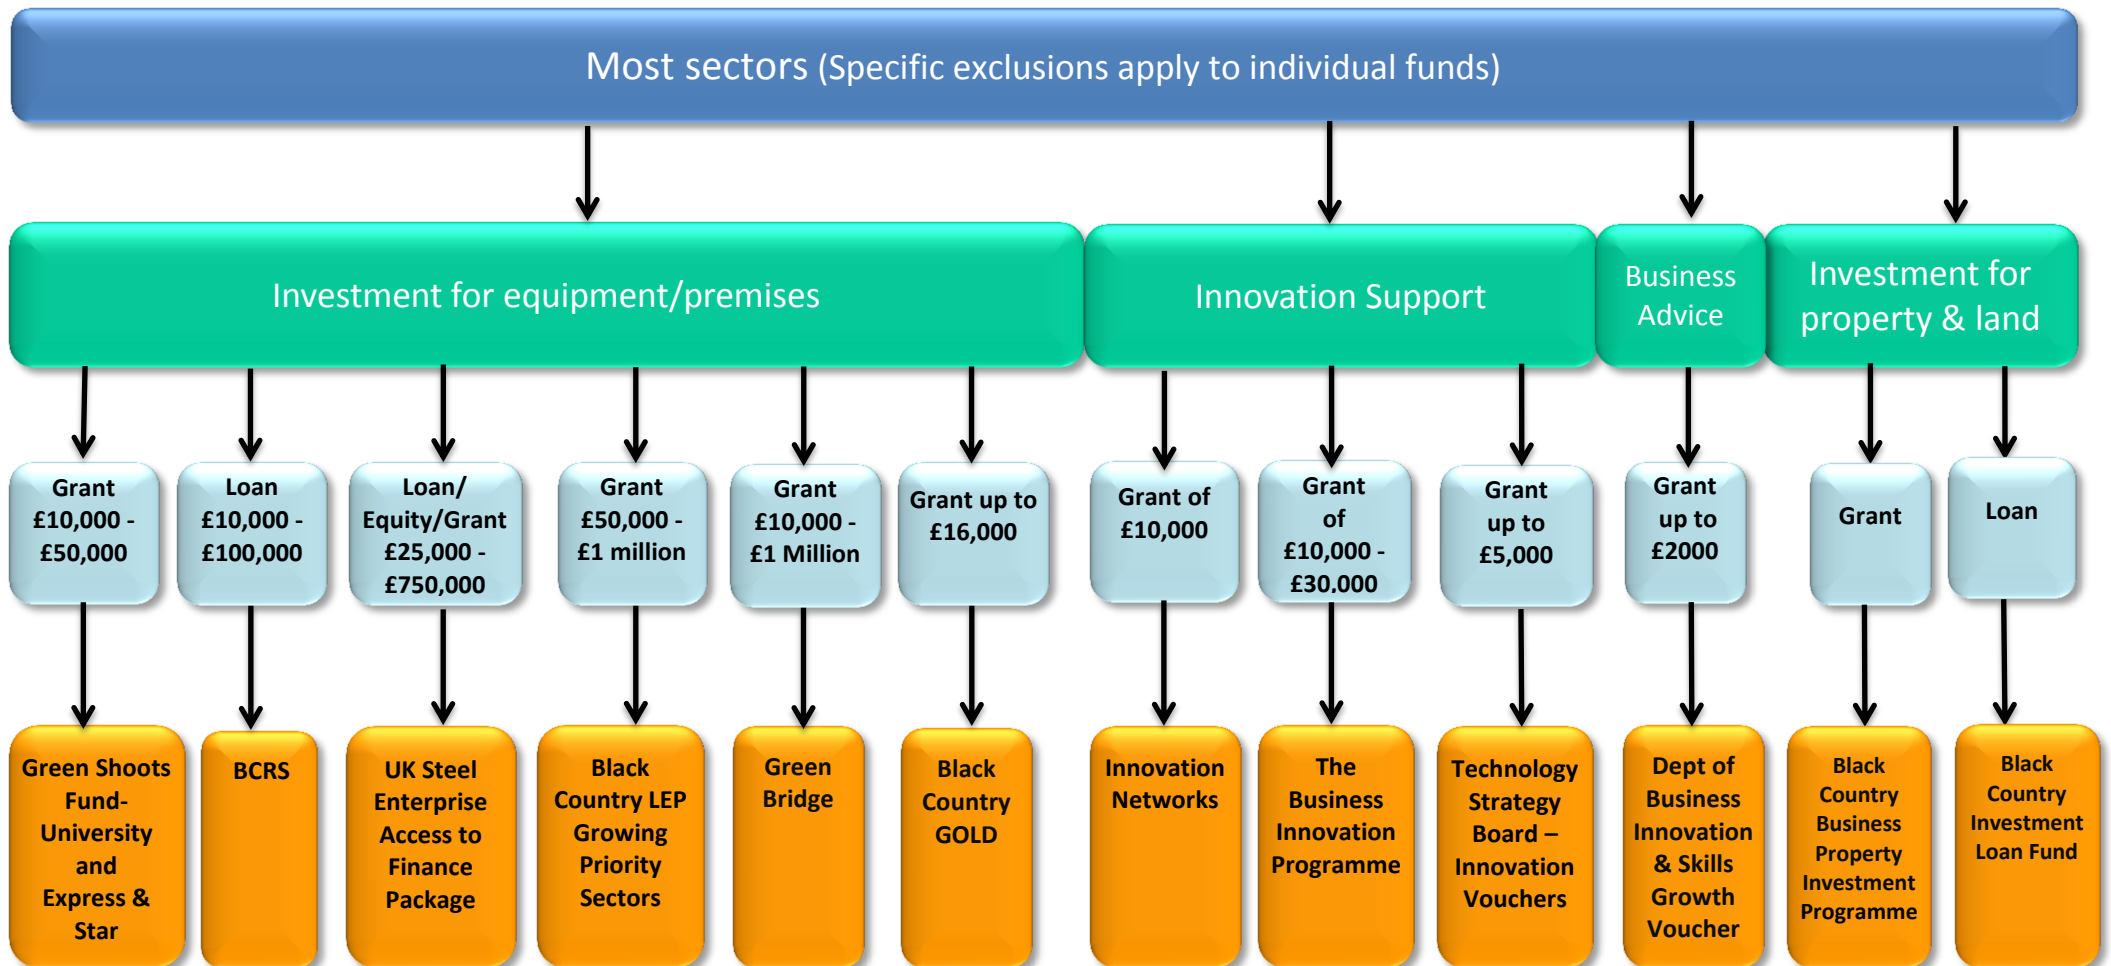 Most sectors (Specific exclusions apply to individual funds)
Investment for equipment/premises
Innovation Support
Business
Advice
Investment for
property & land
Grant
£10,000 -
£50,000
Loan
£10,000 -
£100,000
Loan/
Equity/Grant
£25,000 -
£750,000
Grant
£50,000 -
£1 million
Grant
£10,000 -
£1 Million
Grant up to
£16,000
Grant of
£10,000
Grant
of
£10,000 -
£30,000
Grant
up to
£5,000
Grant
up to
£2000
Grant
Loan
Green Shoots
Fund-
University
and
Express &
Star
BCRS
UK Steel
Enterprise
Access to
Finance
Package
Black
Country LEP
Growing
Priority
Sectors
Green
Bridge
Black
Country
GOLD
Innovation
Networks
The
Business
Innovation
Programme
Technology
Strategy
Board –
Innovation
Vouchers
Dept of
Business
Innovation
& Skills
Growth
Voucher
Black
Country
Business
Property
Investment
Programme
Black
Country
Investment
Loan Fund